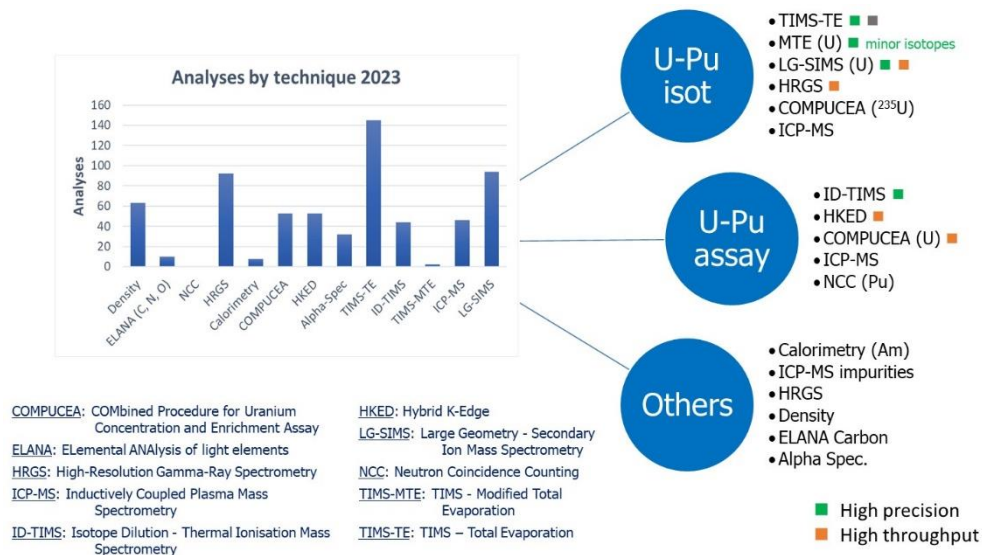 Analyses by technique 2023
Analyses
160
140
120
100
80
60
40
20
0
Density
ELANA (C, N, O)
NCC
HRGS
Calorimetry
COMPUCEA
HKED
Alpha-Spec
TIMS-TE
ID-TIMS
TIMS-MTE
ICP-MS
LG-SIMS
U-Pu
isot
• TIMS-TE
• MTE (U) minor isotopes
• LG-SIMS (U)
• HRGS
• COMPUCEA (²³⁵U)
• ICP-MS
U-Pu
assay
• ID-TIMS
• HKED
• COMPUCEA (U)
• ICP-MS
• NCC (Pu)
Others
• Calorimetry (Am)
• ICP-MS impurities
• HRGS
• Density
• ELANA Carbon
• Alpha Spec.
COMPUCEA: COMbined Procedure for Uranium
Concentration and Enrichment Assay
ELANA: ELemental ANAlysis of light elements
HRGS: High-Resolution Gamma-Ray Spectrometry
ICP-MS: Inductively Coupled Plasma Mass
Spectrometry
ID-TIMS: Isotope Dilution - Thermal Ionisation Mass
Spectrometry
HKED: Hybrid K-Edge
LG-SIMS: Large Geometry - Secondary
Ion Mass Spectrometry
NCC: Neutron Coincidence Counting
TIMS-MTE: TIMS - Modified Total
Evaporation
TIMS-TE: TIMS – Total Evaporation
High precision
High throughput